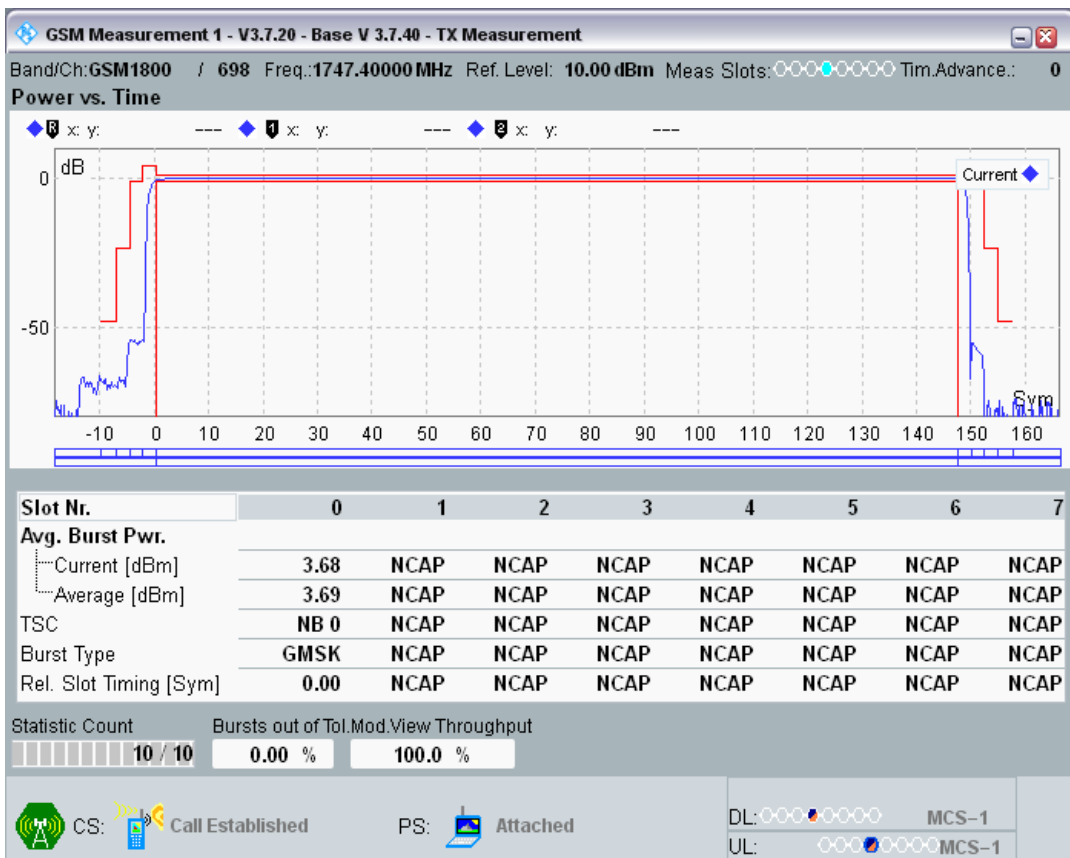 GSM Measurement 1 - V3.7.20 - Base V 3.7.40 - TX Measurement
Band/Ch:GSM1800 / 698 Freq.:1747.40000 MHz Ref. Level: 10.00 dBm Meas Slots: Tim.Advance.: 0
Power vs. Time
R x: y: --- 1 x: y: --- 2 x: y: ---
dB
Current
0
-50
Sym
-10 0 10 20 30 40 50 60 70 80 90 100 110 120 130 140 150 160
Slot Nr. 0 1 2 3 4 5 6 7
Avg. Burst Pwr.
Current [dBm] 3.68 NCAP NCAP NCAP NCAP NCAP NCAP NCAP
Average [dBm] 3.69 NCAP NCAP NCAP NCAP NCAP NCAP NCAP
TSC NB 0 NCAP NCAP NCAP NCAP NCAP NCAP NCAP
Burst Type GMSK NCAP NCAP NCAP NCAP NCAP NCAP NCAP
Rel. Slot Timing [Sym] 0.00 NCAP NCAP NCAP NCAP NCAP NCAP NCAP
Statistic Count Bursts out of Tol.Mod.View Throughput
10 / 10 0.00 % 100.0 %
CS: Call Established PS: Attached
DL: MCS-1
UL: MCS-1